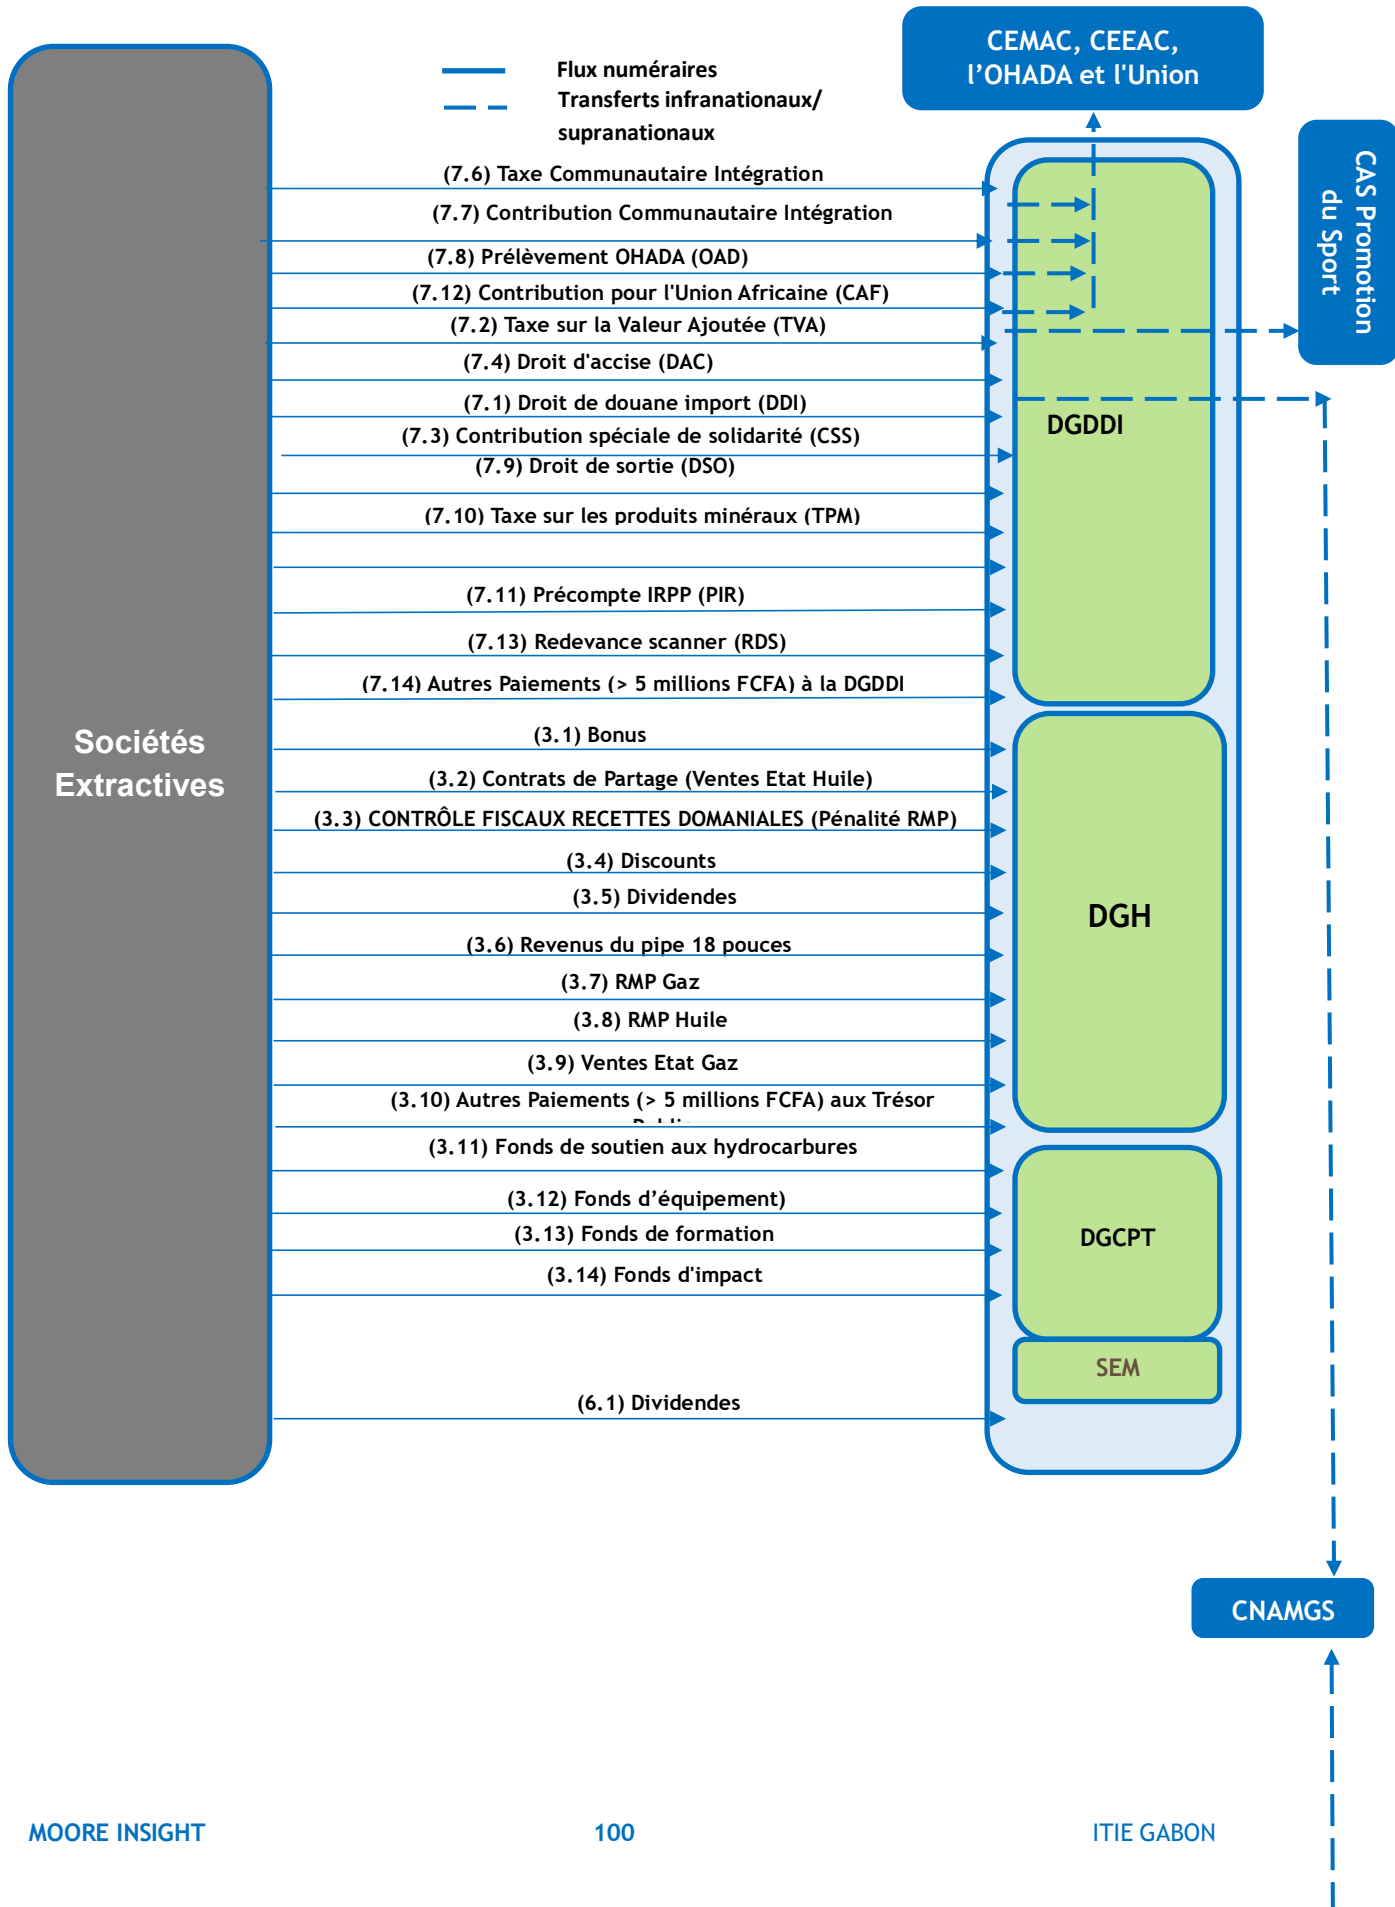 CEMAC, CEEAC,
l'OHADA et l'Union
Flux numéraires
Transferts infranationaux/
supranationaux
CAS Promotion
du Sport
(7.6) Taxe Communautaire Intégration
(7.7) Contribution Communautaire Intégration
(7.8) Prélèvement OHADA (OAD)
(7.12) Contribution pour l'Union Africaine (CAF)
(7.2) Taxe sur la Valeur Ajoutée (TVA)
(7.4) Droit d'accise (DAC)
(7.1) Droit de douane import (DDI)
(7.3) Contribution spéciale de solidarité (CSS)
(7.9) Droit de sortie (DSO)
(7.10) Taxe sur les produits minéraux (TPM)
(7.11) Précompte IRPP (PIR)
(7.13) Redevance scanner (RDS)
(7.14) Autres Paiements (> 5 millions FCFA) à la DGDDI
DGDDI
Sociétés
Extractives
(3.1) Bonus
(3.2) Contrats de Partage (Ventes Etat Huile)
(3.3) CONTRÔLE FISCAUX RECETTES DOMANIALES (Pénalité RMP)
(3.4) Discounts
(3.5) Dividendes
(3.6) Revenus du pipe 18 pouces
(3.7) RMP Gaz
(3.8) RMP Huile
(3.9) Ventes Etat Gaz
(3.10) Autres Paiements (> 5 millions FCFA) aux Trésor
DGH
(3.11) Fonds de soutien aux hydrocarbures
(3.12) Fonds d’équipement)
(3.13) Fonds de formation
(3.14) Fonds d'impact
DGCPT
SEM
(6.1) Dividendes
CNAMGS
MOORE INSIGHT
100
ITIE GABON